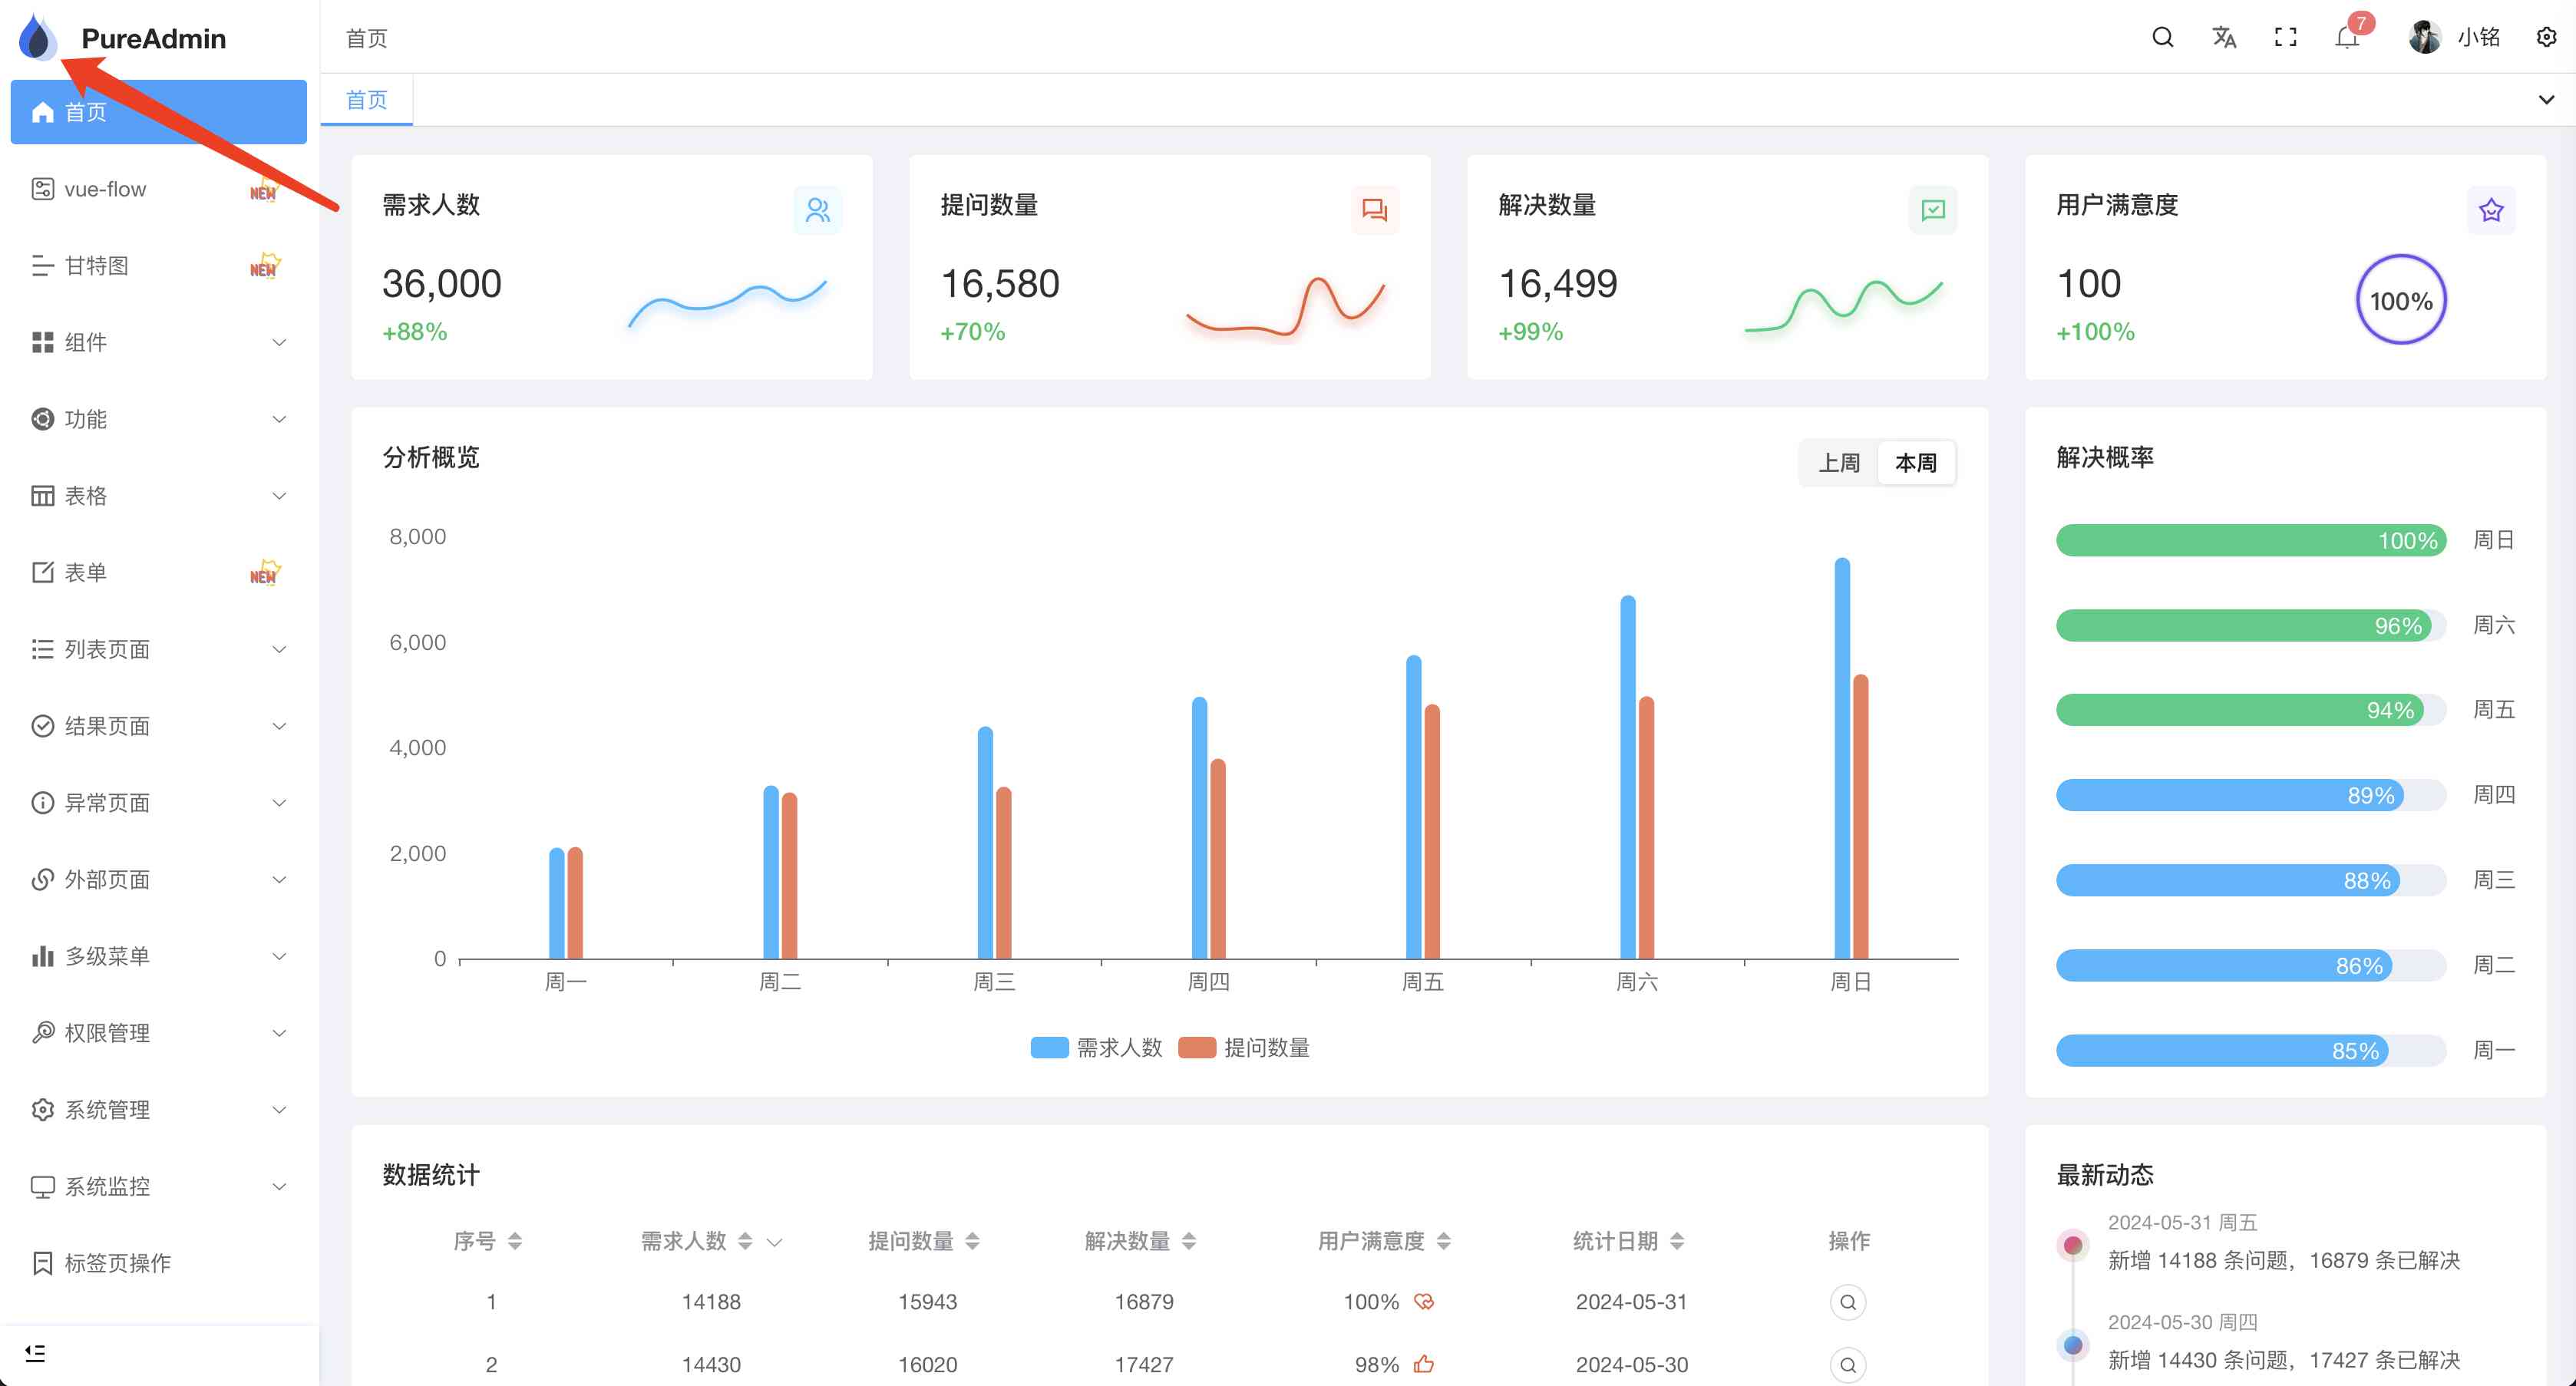 PureAdmin
首页
7
小铭
首页
首页
vue-flow
NEW
甘特图
NEW
组件
功能
表格
表单
NEW
列表页面
结果页面
异常页面
外部页面
多级菜单
权限管理
系统管理
系统监控
标签页操作
需求人数
36,000
+88%
提问数量
16,580
+70%
解决数量
16,499
+99%
用户满意度
100
+100%
100%
分析概览
上周 本周
8,000
6,000
4,000
2,000
0
周一 周二 周三 周四 周五 周六 周日
需求人数 提问数量
解决概率
100% 周日
96% 周六
94% 周五
89% 周四
88% 周三
86% 周二
85% 周一
数据统计
序号 需求人数 提问数量 解决数量 用户满意度 统计日期 操作
1 14188 15943 16879 100% 2024-05-31
2 14430 16020 17427 98% 2024-05-30
最新动态
2024-05-31 周五
新增 14188 条问题，16879 条已解决
2024-05-30 周四
新增 14430 条问题，17427 条已解决